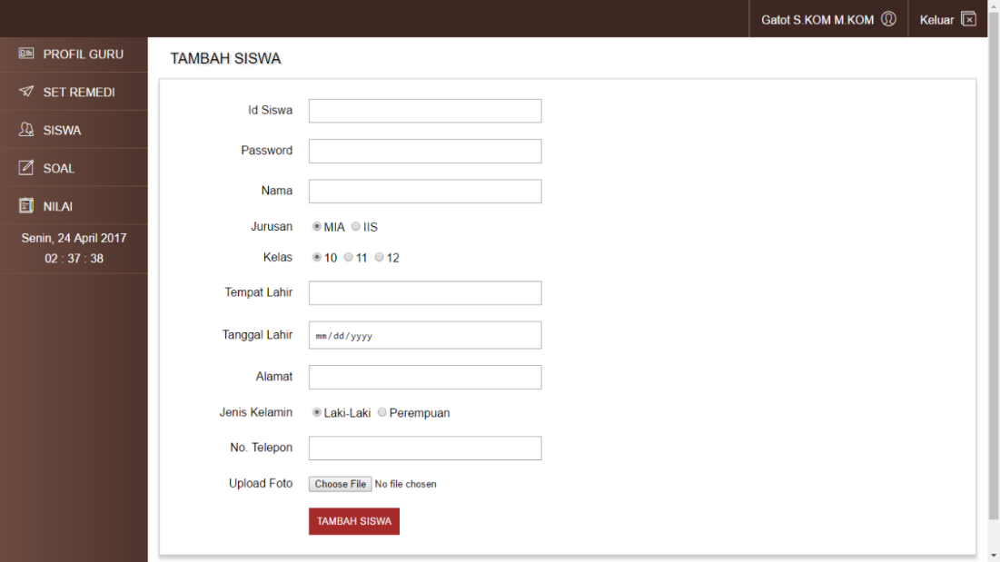 Gatot S.KOM M.KOM Keluar
PROFIL GURU
SET REMEDI
SISWA
SOAL
NILAI
Senin, 24 April 2017
02 : 37 : 38
TAMBAH SISWA
Id Siswa
Password
Nama
Jurusan MIA IIS
Kelas 10 11 12
Tempat Lahir
Tanggal Lahir mm/dd/yyyy
Alamat
Jenis Kelamin Laki-Laki Perempuan
No. Telepon
Upload Foto Choose File No file chosen
TAMBAH SISWA